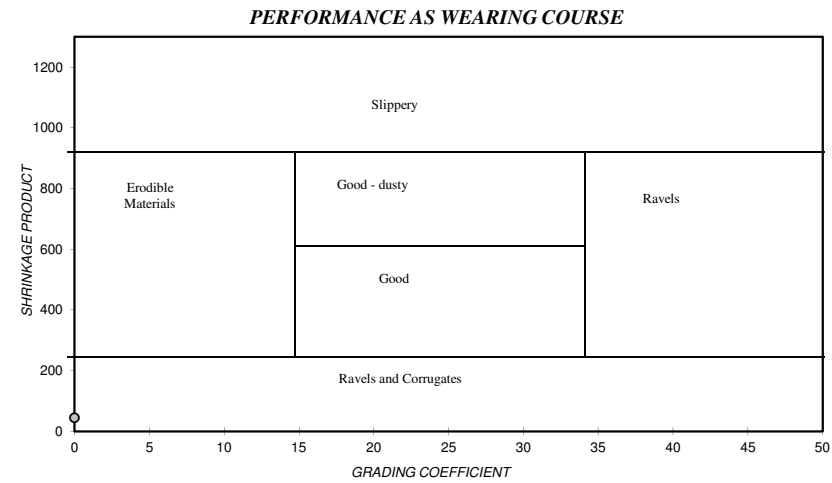 PERFORMANCE AS WEARING COURSE
1200
1000
800
600
400
200
0
SHRINKAGE PRODUCT
Slippery
Erodible
Materials
Good - dusty
Ravels
Good
Ravels and Corrugates
0 5 10 15 20 25 30 35 40 45 50
GRADING COEFFICIENT